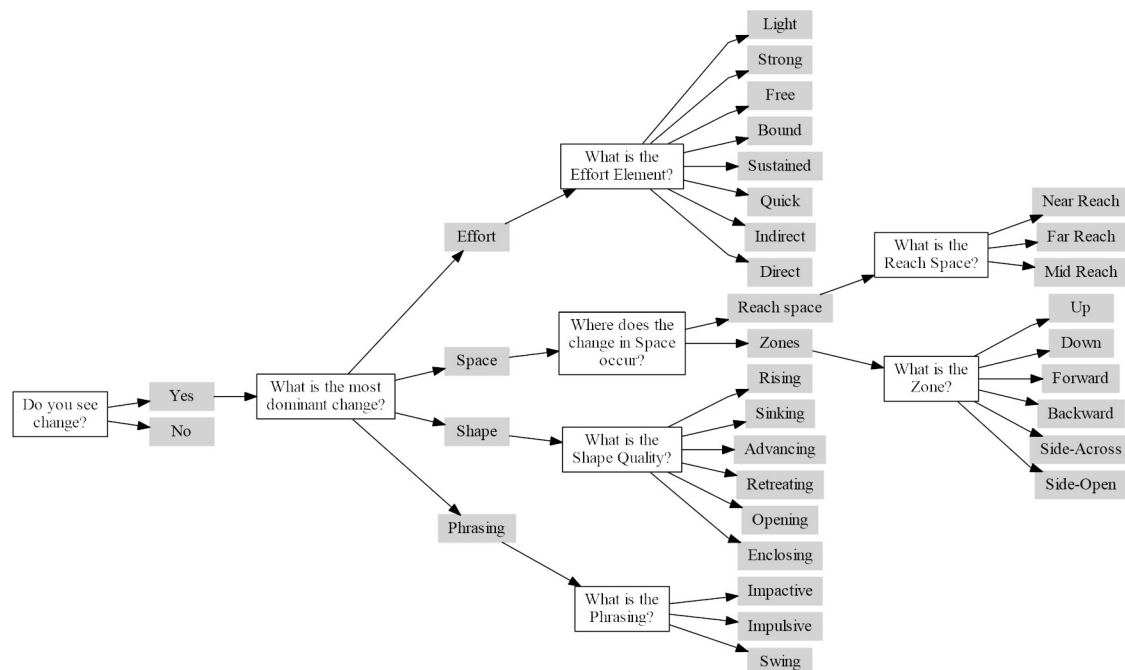 Do you see
change?
Yes
No
What is the most
dominant change?
Effort
Space
Shape
Phrasing
What is the
Effort Element?
Light
Strong
Free
Bound
Sustained
Quick
Indirect
Direct
Where does the
change in Space
occur?
Reach space
Zones
What is the
Reach Space?
Near Reach
Far Reach
Mid Reach
What is
the Zone?
Up
Down
Forward
Backward
Side-Across
Side-Open
What is the
Shape Quality?
Rising
Sinking
Advancing
Retreating
Opening
Enclosing
What is the
Phrasing?
Impactive
Impulsive
Swing